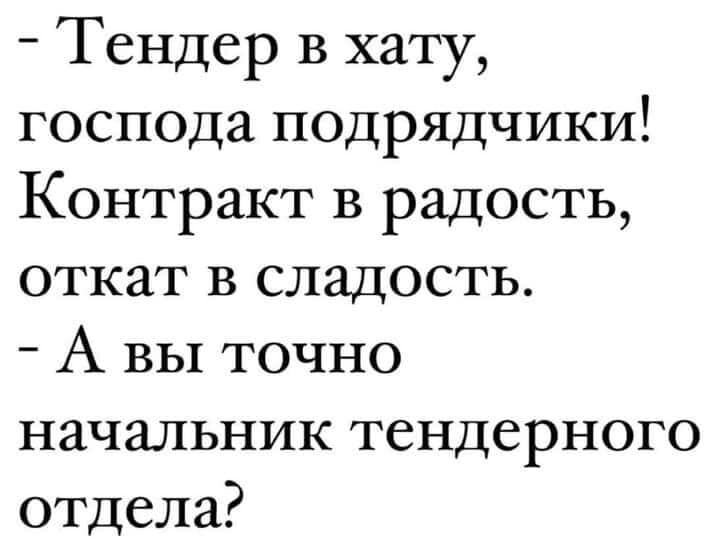 - Тендер в хату,
господа подрядчики!
Контракт в радость,
откат в сладость.
- А вы точно
начальник тендерного
отдела?